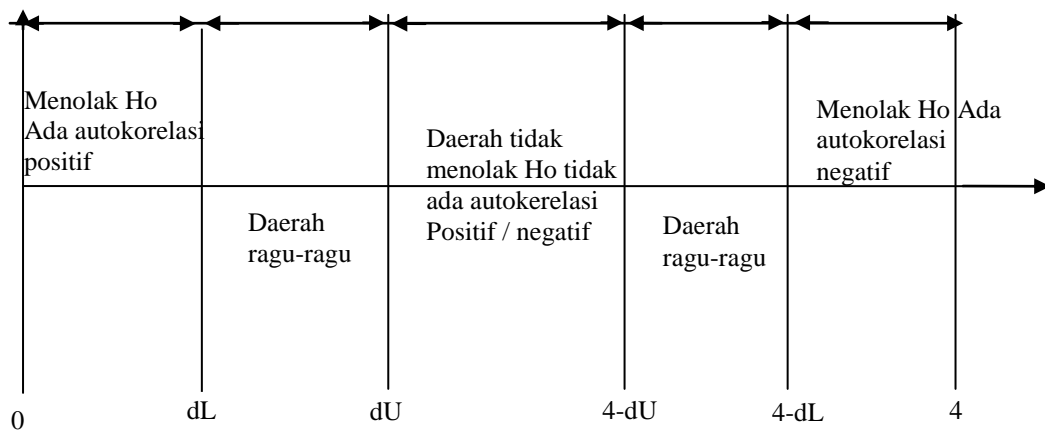 Menolak Ho
Ada autokorelasi
positif
Daerah
ragu-ragu
Daerah tidak
menolak Ho tidak
ada autokerelasi
Positif / negatif
Daerah
ragu-ragu
Menolak Ho Ada
autokorelasi
negatif
0
dL
dU
4-dU
4-dL
4